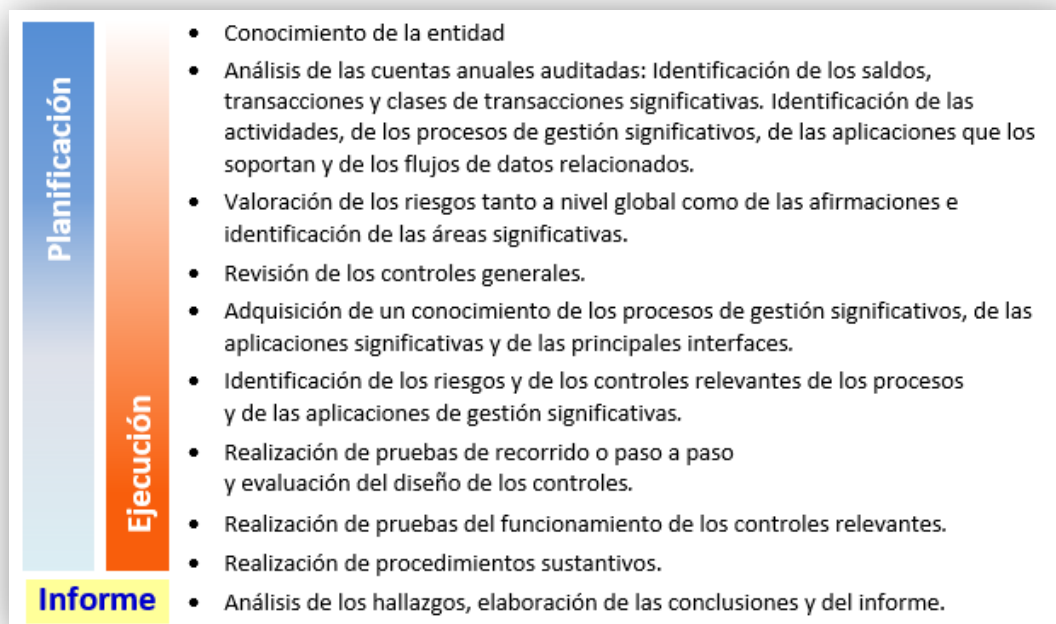 Planificación
Ejecución
Informe
• Conocimiento de la entidad
• Análisis de las cuentas anuales auditadas: Identificación de los saldos,
transacciones y clases de transacciones significativas. Identificación de las
actividades, de los procesos de gestión significativos, de las aplicaciones que los
soportan y de los flujos de datos relacionados.
• Valoración de los riesgos tanto a nivel global como de las afirmaciones e
identificación de las áreas significativas.
• Revisión de los controles generales.
• Adquisición de un conocimiento de los procesos de gestión significativos, de las
aplicaciones significativas y de las principales interfaces.
• Identificación de los riesgos y de los controles relevantes de los procesos
y de las aplicaciones de gestión significativas.
• Realización de pruebas de recorrido o paso a paso
y evaluación del diseño de los controles.
• Realización de pruebas del funcionamiento de los controles relevantes.
• Realización de procedimientos sustantivos.
• Análisis de los hallazgos, elaboración de las conclusiones y del informe.